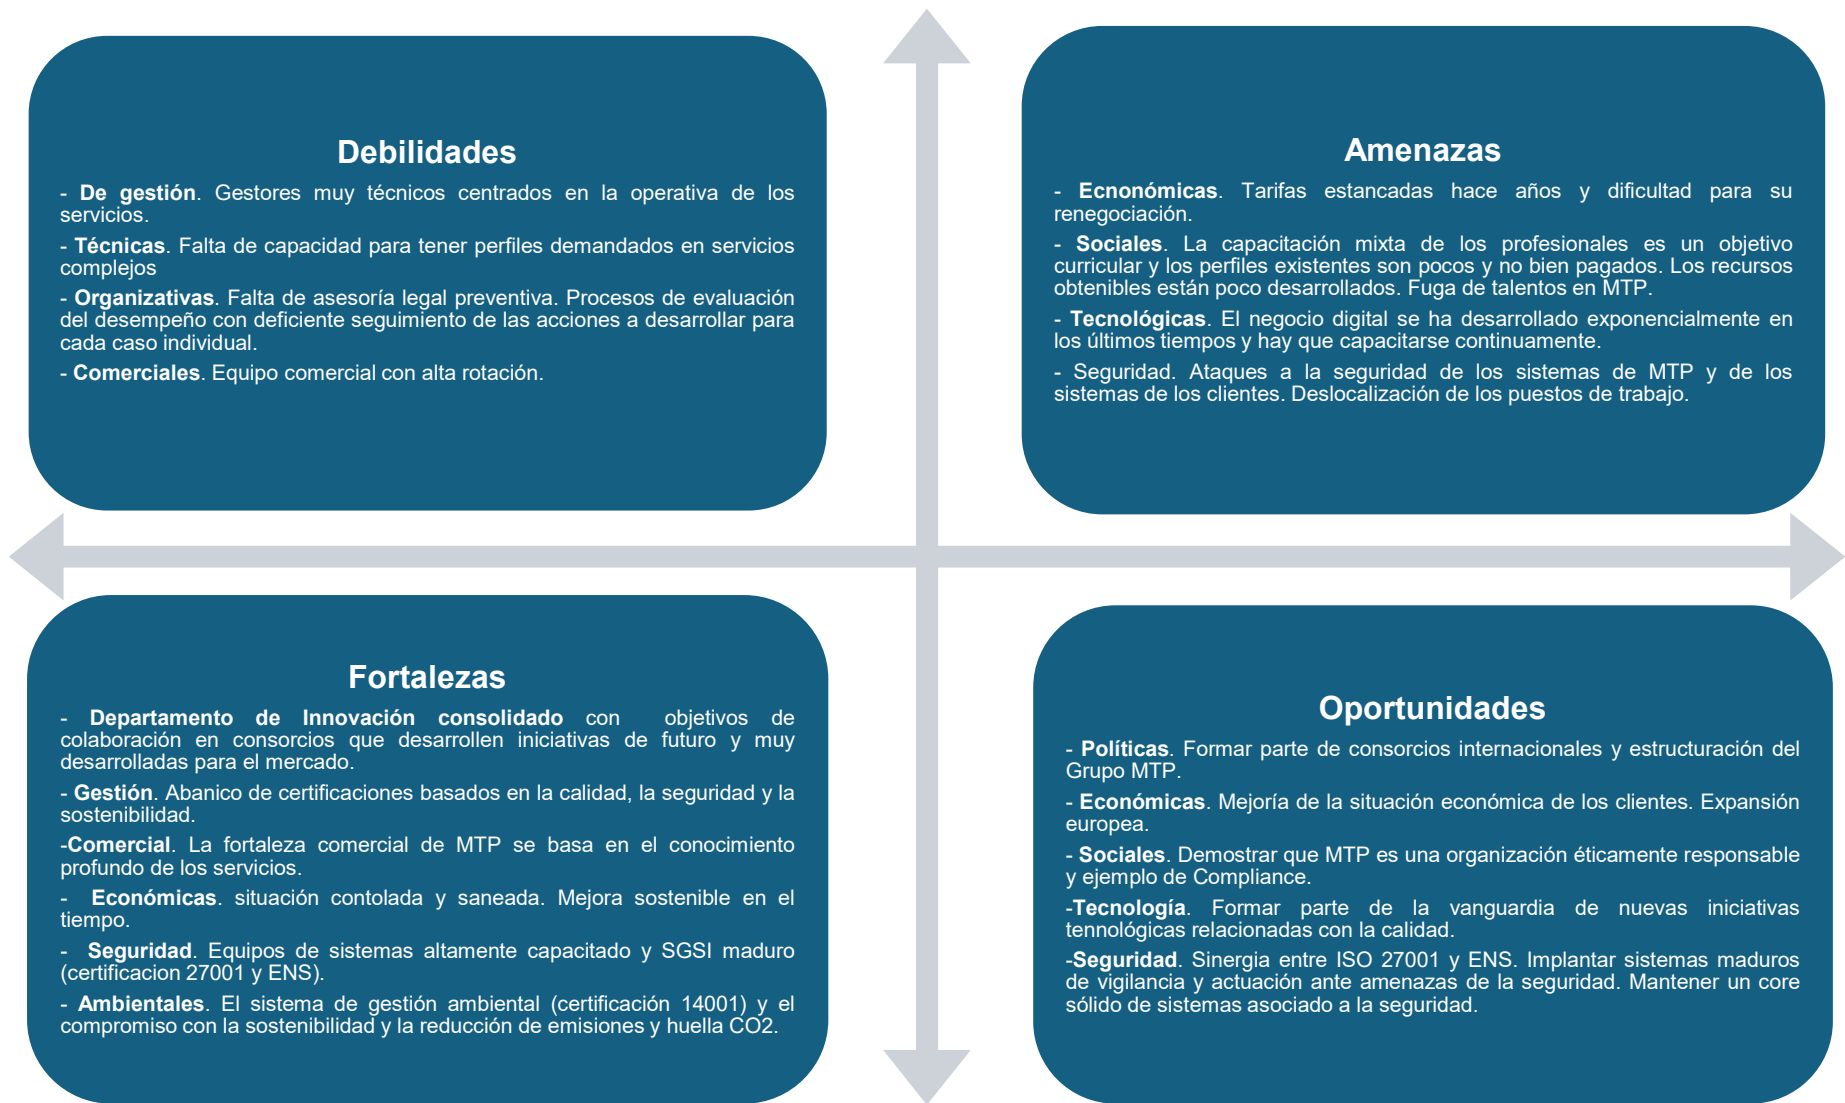 Debilidades
- De gestión. Gestores muy técnicos centrados en la operativa de los
servicios.
- Técnicas. Falta de capacidad para tener perfiles demandados en servicios
complejos
- Organizativas. Falta de asesoría legal preventiva. Procesos de evaluación
del desempeño con deficiente seguimiento de las acciones a desarrollar para
cada caso individual.
- Comerciales. Equipo comercial con alta rotación.
Amenazas
- Ecnonómicas. Tarifas estancadas hace años y dificultad para su
renegociación.
- Sociales. La capacitación mixta de los profesionales es un objetivo
curricular y los perfiles existentes son pocos y no bien pagados. Los recursos
obtenibles están poco desarrollados. Fuga de talentos en MTP.
- Tecnológicas. El negocio digital se ha desarrollado exponencialmente en
los últimos tiempos y hay que capacitarse continuamente.
- Seguridad. Ataques a la seguridad de los sistemas de MTP y de los
sistemas de los clientes. Deslocalización de los puestos de trabajo.
Fortalezas
- Departamento de Innovación consolidado con objetivos de
colaboración en consorcios que desarrollen iniciativas de futuro y muy
desarrolladas para el mercado.
- Gestión. Abanico de certificaciones basados en la calidad, la seguridad y la
sostenibilidad.
-Comercial. La fortaleza comercial de MTP se basa en el conocimiento
profundo de los servicios.
- Económicas. situación contolada y saneada. Mejora sostenible en el
tiempo.
- Seguridad. Equipos de sistemas altamente capacitado y SGSI maduro
(certificacion 27001 y ENS).
- Ambientales. El sistema de gestión ambiental (certificación 14001) y el
compromiso con la sostenibilidad y la reducción de emisiones y huella CO2.
Oportunidades
- Políticas. Formar parte de consorcios internacionales y estructuración del
Grupo MTP.
- Económicas. Mejoría de la situación económica de los clientes. Expansión
europea.
- Sociales. Demostrar que MTP es una organización éticamente responsable
y ejemplo de Compliance.
-Tecnología. Formar parte de la vanguardia de nuevas iniciativas
tennológicas relacionadas con la calidad.
-Seguridad. Sinergia entre ISO 27001 y ENS. Implantar sistemas maduros
de vigilancia y actuación ante amenazas de la seguridad. Mantener un core
sólido de sistemas asociado a la seguridad.